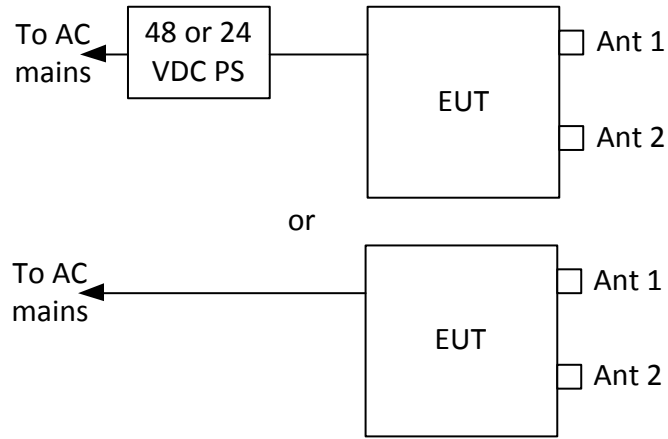 To AC
mains
48 or 24
VDC PS
EUT
Ant 1
Ant 2
or
To AC
mains
EUT
Ant 1
Ant 2